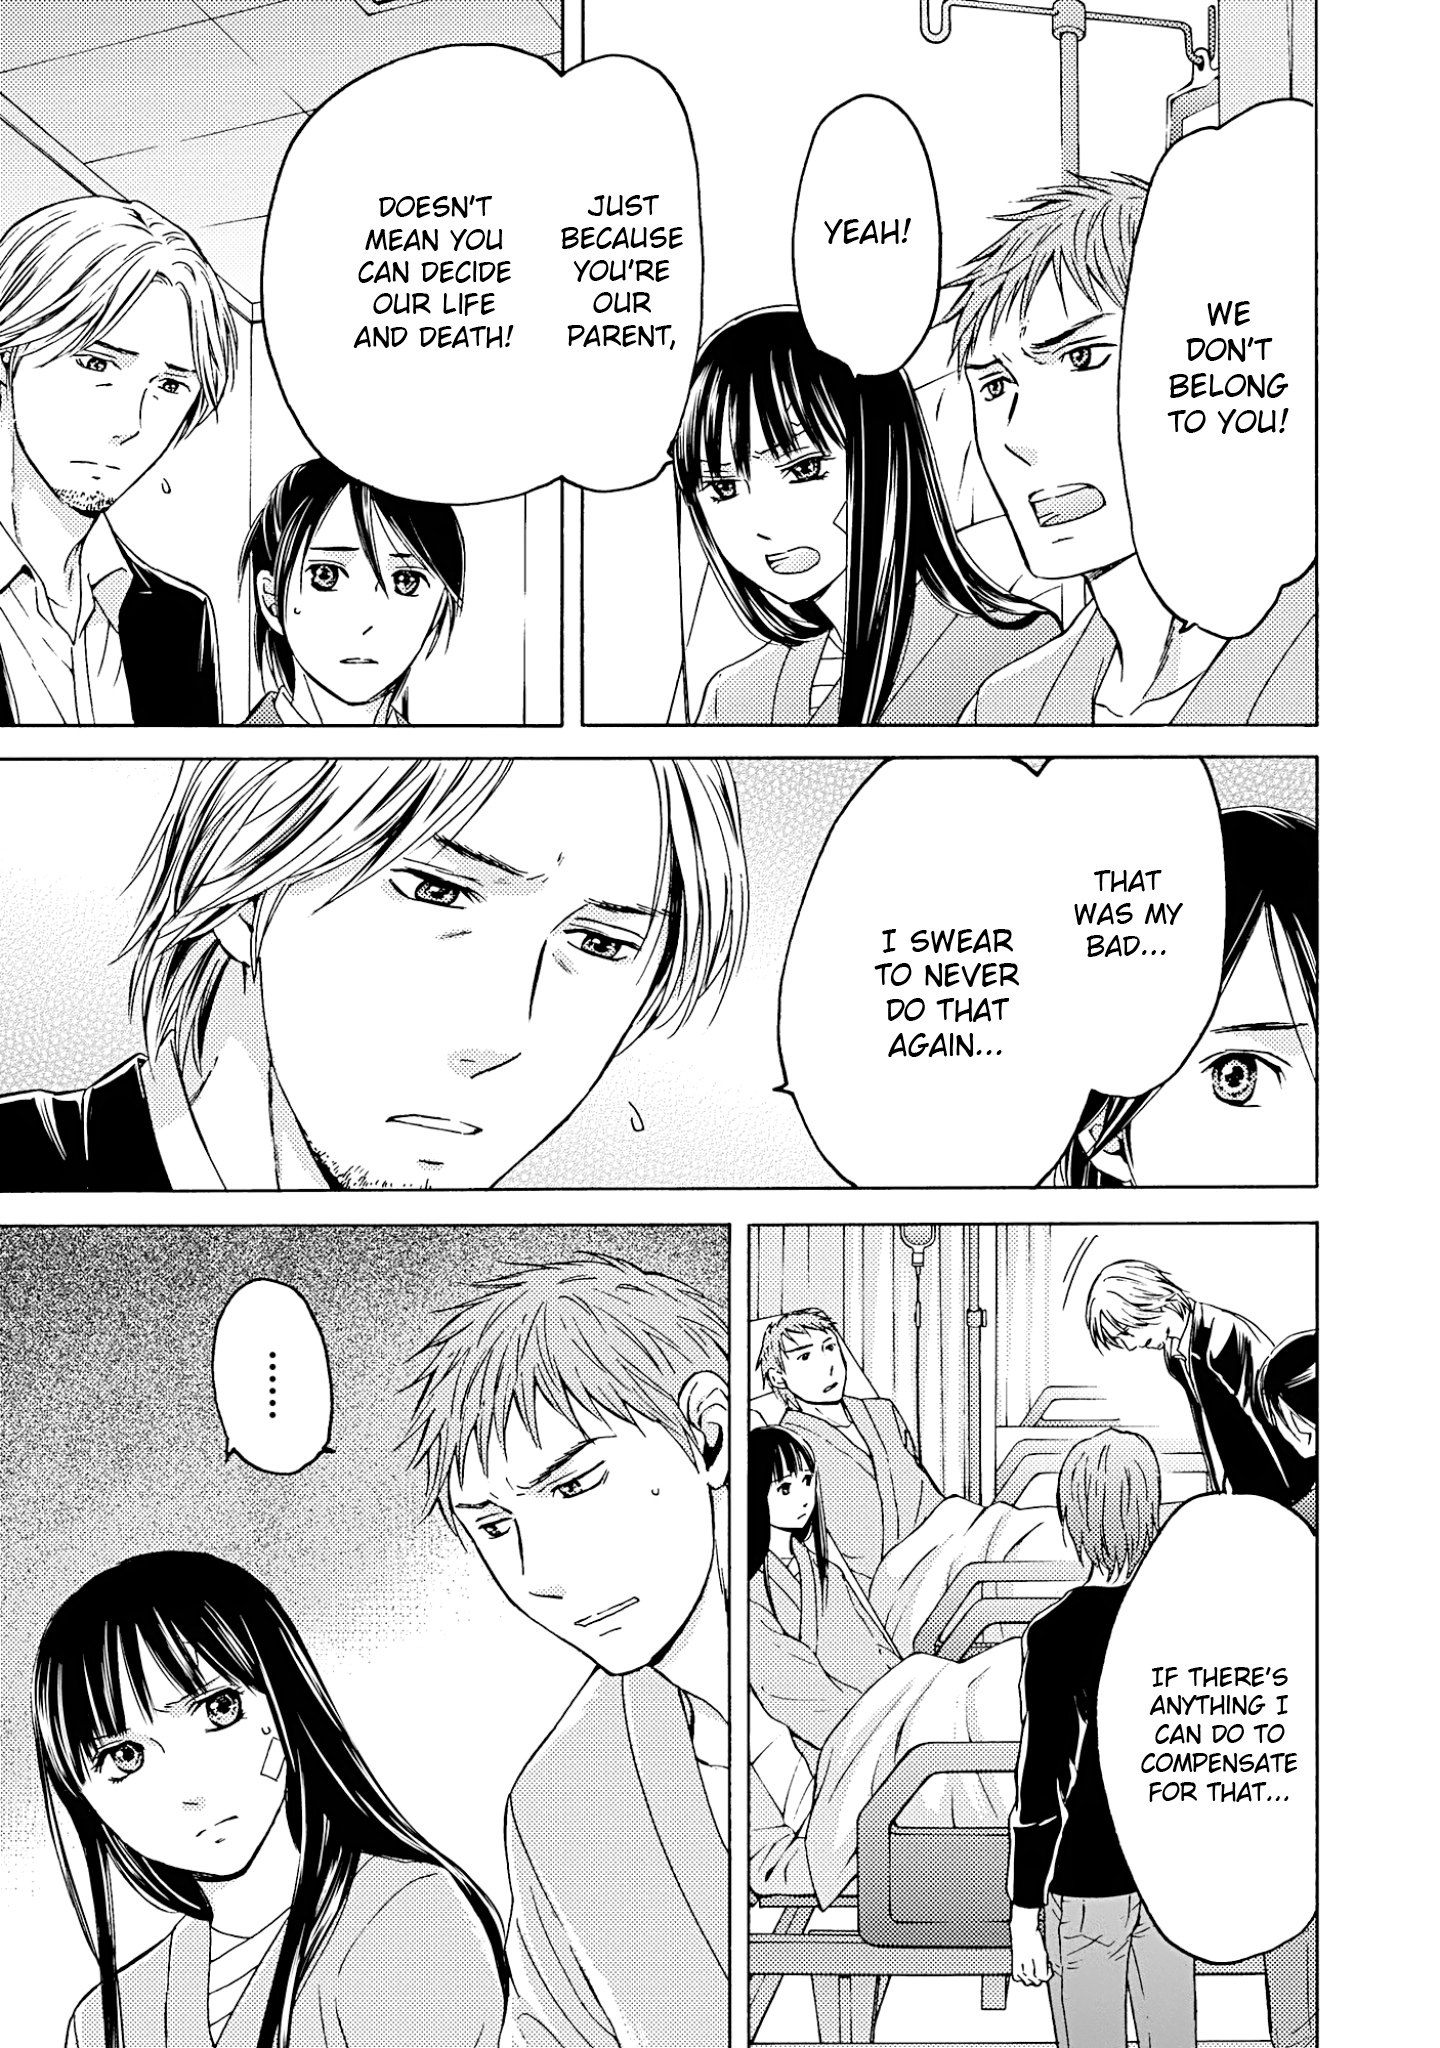 WE
DON'T
BELONG
TO YOU!
YEAH!
JUST
BECAUSE
YOU'RE
OUR
PARENT,
DOESN'T
MEAN YOU
CAN DECIDE
OUR LIFE
AND DEATH!
THAT
WAS MY
BAD...
I SWEAR
TO NEVER
DO THAT
AGAIN...
IF THERE'S
ANYTHING I
CAN DO TO
COMPENSATE
FOR THAT...
......